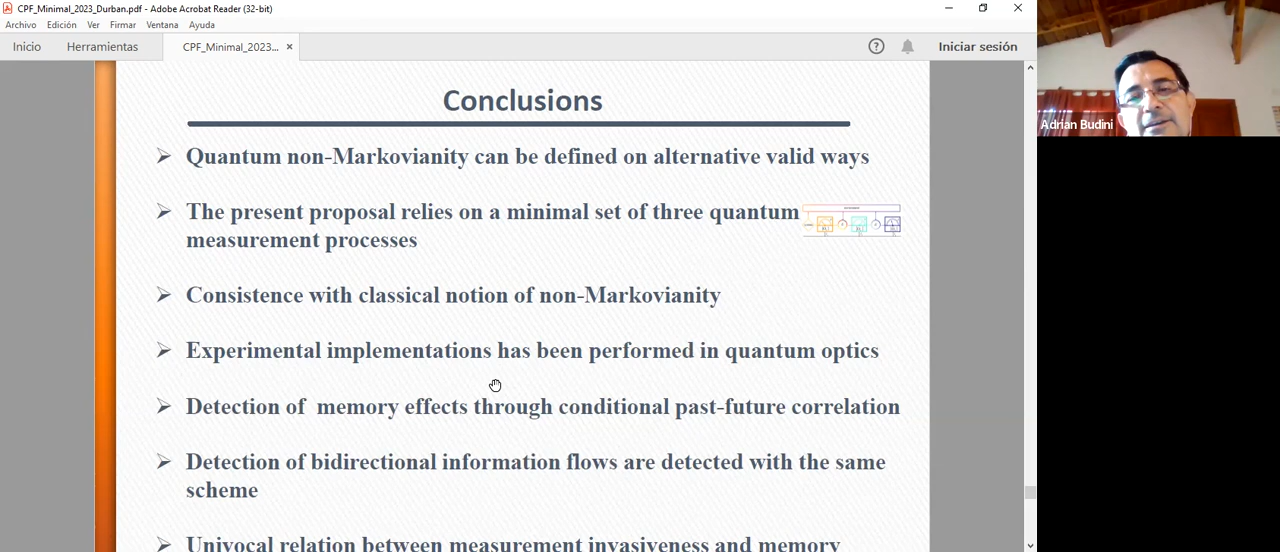 CPF_Minimal_2023_Durban.pdf - Adobe Acrobat Reader (32-bit)
Archivo Edición Ver Firmar Ventana Ayuda
Inicio Herramientas CPF_Minimal_2023... × Iniciar sesión
Conclusions
Quantum non-Markovianity can be defined on alternative valid ways
The present proposal relies on a minimal set of three quantum
measurement processes
Consistence with classical notion of non-Markovianity
Experimental implementations has been performed in quantum optics
Detection of memory effects through conditional past-future correlation
Detection of bidirectional information flows are detected with the same
scheme
Univocal relation between measurement invasiveness and memory
Adrian Budini